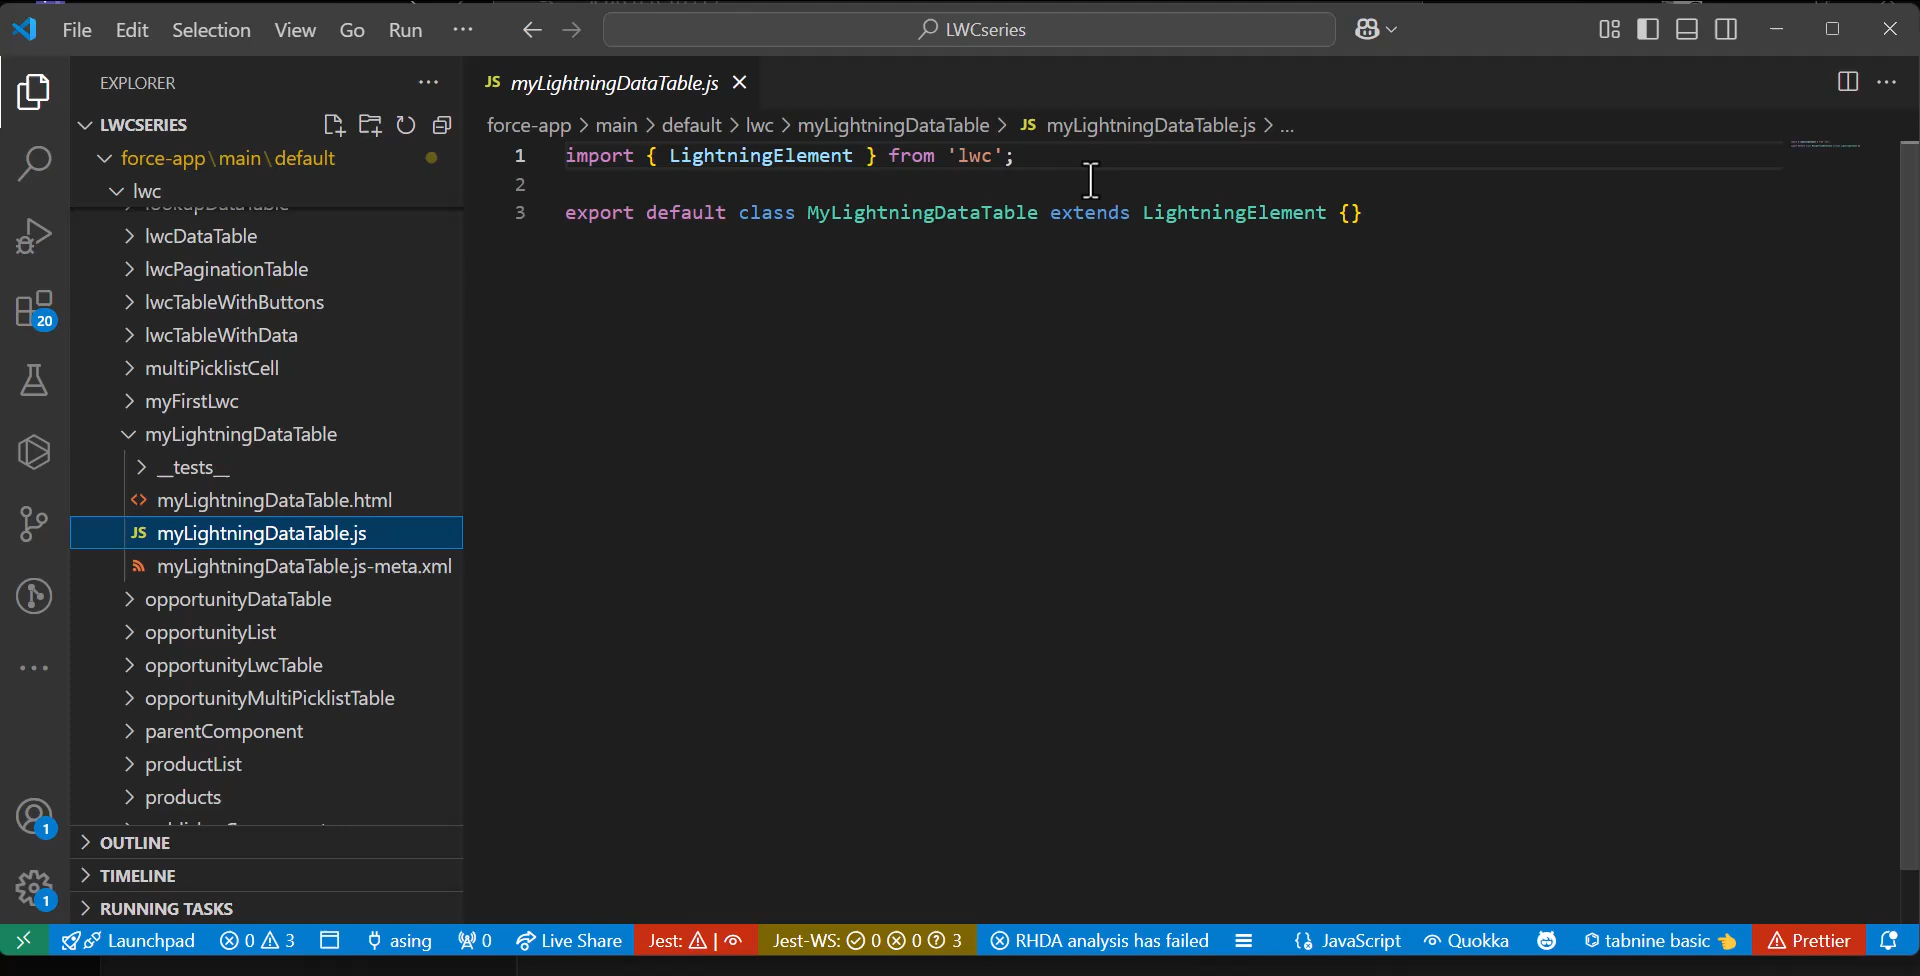 File Edit Selection View Go Run ··· LWCseries
EXPLORER ···
LWCSERIES
force-app\main\default
lwc
lwcDataTable
lwcPaginationTable
lwcTableWithButtons
lwcTableWithData
multiPicklistCell
myFirstLwc
myLightningDataTable
__tests__
<> myLightningDataTable.html
JS myLightningDataTable.js
myLightningDataTable.js-meta.xml
opportunityDataTable
opportunityList
opportunityLwcTable
opportunityMultiPicklistTable
parentComponent
productList
products
OUTLINE
TIMELINE
RUNNING TASKS
20
1
1
JS myLightningDataTable.js
force-app > main > default > lwc > myLightningDataTable > JS myLightningDataTable.js > ...
1 import { LightningElement } from 'lwc';
2
3 export default class MyLightningDataTable extends LightningElement {}
Launchpad 0 3 asing 0 Live Share Jest: | Jest-WS: 0 0 3 RHDA analysis has failed {} JavaScript Quokka tabnine basic Prettier